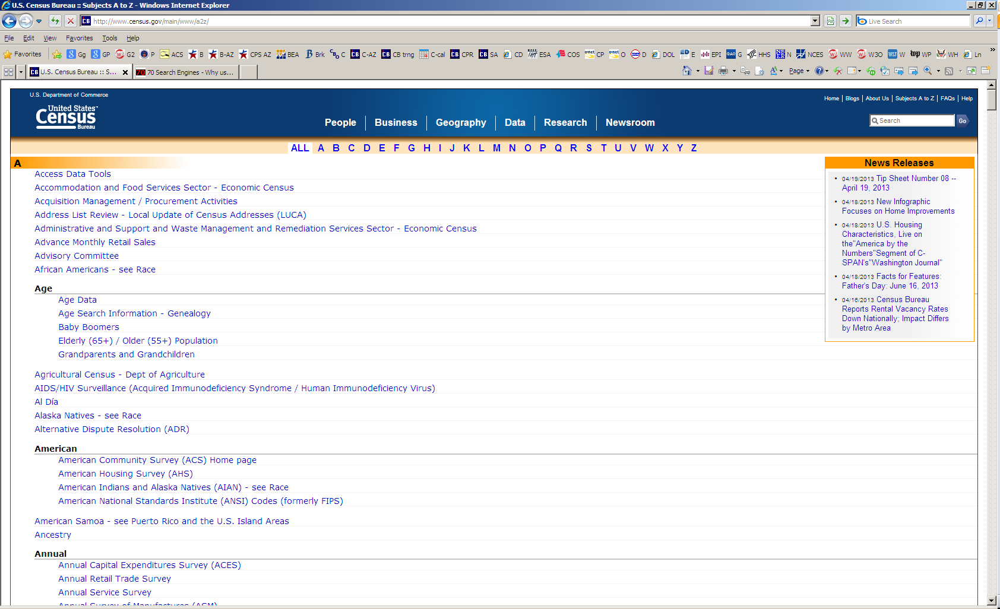 U.S. Census Bureau :: Subjects A to Z - Windows Internet Explorer
http://www.census.gov/main/www/a2z/
Live Search
File Edit View Favorites Tools Help
Favorites Gg GP G2 P ACS B B-AZ CPS AZ BEA Brk C C-AZ CB trng C-cal CPR SA CD ESA COS CP O D DOL E EPI G HHS N NCES WW W3O W WP WH Ln
U.S. Census Bureau :: S... 70 Search Engines - Why us... Page
U.S. Department of Commerce
Home | Blogs | About Us | Subjects A to Z | FAQs | Help
United States™
Census
Bureau
People Business Geography Data Research Newsroom
Search Go
ALL A B C D E F G H I J K L M N O P Q R S T U V W X Y Z
A
Access Data Tools
Accommodation and Food Services Sector - Economic Census
Acquisition Management / Procurement Activities
Address List Review - Local Update of Census Addresses (LUCA)
Administrative and Support and Waste Management and Remediation Services Sector - Economic Census
Advance Monthly Retail Sales
Advisory Committee
African Americans - see Race
Age
Age Data
Age Search Information - Genealogy
Baby Boomers
Elderly (65+) / Older (55+) Population
Grandparents and Grandchildren
Agricultural Census - Dept of Agriculture
AIDS/HIV Surveillance (Acquired Immunodeficiency Syndrome / Human Immunodeficiency Virus)
Al Día
Alaska Natives - see Race
Alternative Dispute Resolution (ADR)
American
American Community Survey (ACS) Home page
American Housing Survey (AHS)
American Indians and Alaska Natives (AIAN) - see Race
American National Standards Institute (ANSI) Codes (formerly FIPS)
American Samoa - see Puerto Rico and the U.S. Island Areas
Ancestry
Annual
Annual Capital Expenditures Survey (ACES)
Annual Retail Trade Survey
Annual Service Survey
Annual Survey of Manufactures (ASM)
News Releases
• 04/19/2013 Tip Sheet Number 08 --
April 19, 2013
• 04/18/2013 New Infographic
Focuses on Home Improvements
• 04/18/2013 U.S. Housing
Characteristics, Live on
the"America by the
Numbers"Segment of C-
SPAN's"Washington Journal"
• 04/18/2013 Facts for Features:
Father's Day: June 16, 2013
• 04/16/2013 Census Bureau
Reports Rental Vacancy Rates
Down Nationally; Impact Differs
by Metro Area